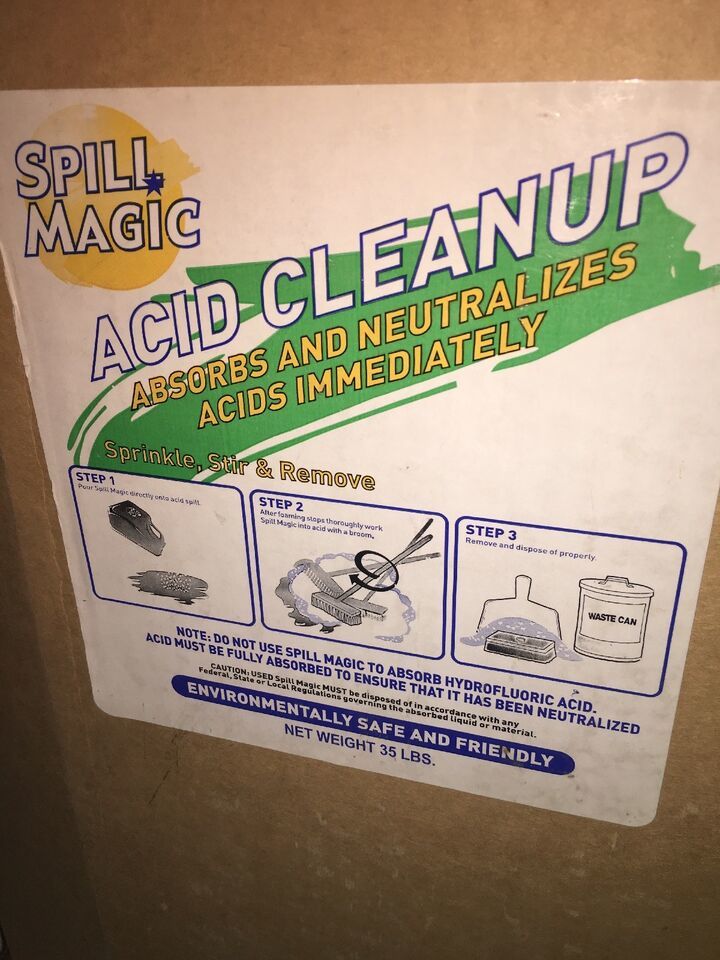 SPILL
MAGIC
ACID CLEANUP
ABSORBS AND NEUTRALIZES
ACIDS IMMEDIATELY
Sprinkle, Stir & Remove
STEP 1
Pour Spill Magic directly onto acid spill.
STEP 2
After foaming stops thoroughly work
Spill Magic into acid with a broom.
STEP 3
Remove and dispose of properly.
WASTE CAN
NOTE: DO NOT USE SPILL MAGIC TO ABSORB HYDROFLUORIC ACID.
ACID MUST BE FULLY ABSORBED TO ENSURE THAT IT HAS BEEN NEUTRALIZED
CAUTION: USED Spill Magic MUST be disposed of in accordance with any
Federal, State or Local Regulations governing the absorbed liquid or material.
ENVIRONMENTALLY SAFE AND FRIENDLY
NET WEIGHT 35 LBS.